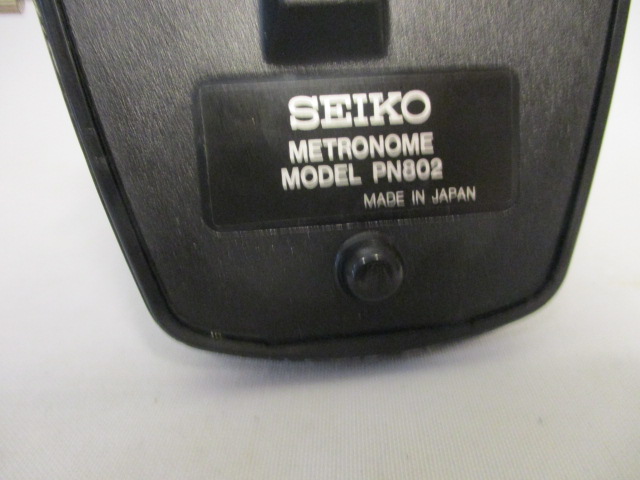 SEIKO
METRONOME
MODEL PN802
MADE IN JAPAN